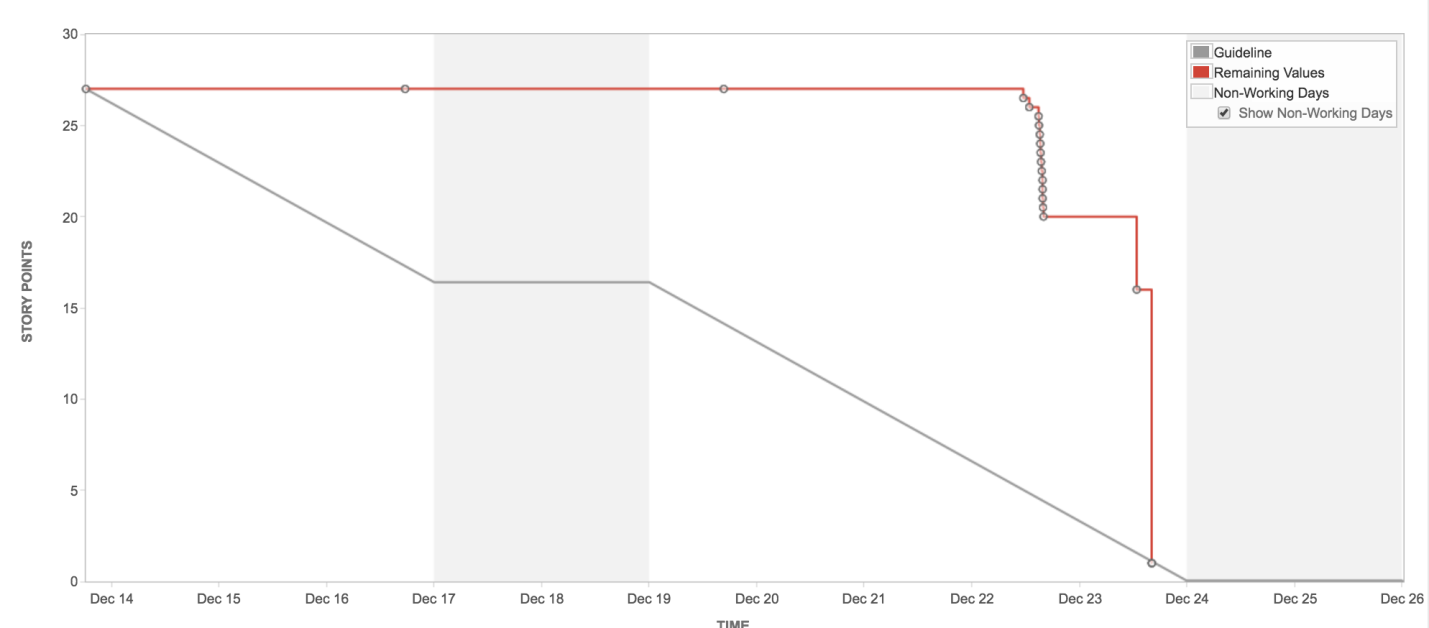 30
25
20
15
10
5
0
STORY POINTS
Guideline
Remaining Values
Non-Working Days
Show Non-Working Days
Dec 14 Dec 15 Dec 16 Dec 17 Dec 18 Dec 19 Dec 20 Dec 21 Dec 22 Dec 23 Dec 24 Dec 25 Dec 26
TIME